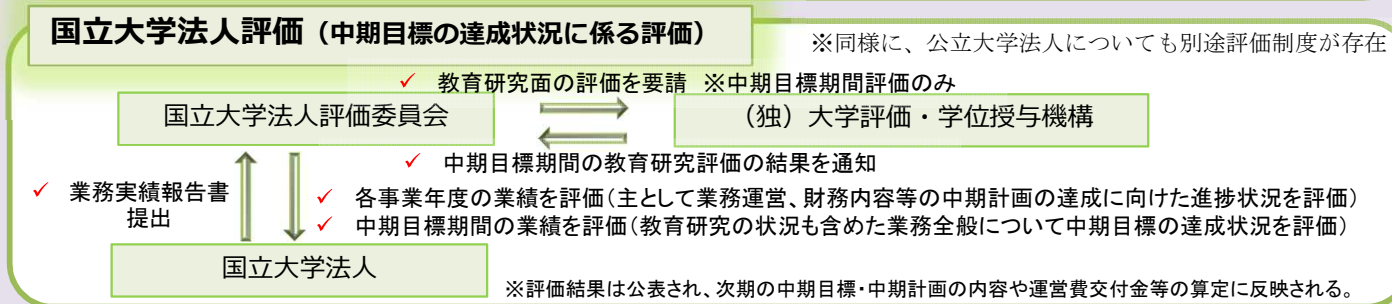 国立大学法人評価（中期目標の達成状況に係る評価）
※同様に、公立大学法人についても別途評価制度が存在
✓ 教育研究面の評価を要請 ※中期目標期間評価のみ
国立大学法人評価委員会
（独）大学評価・学位授与機構
✓ 中期目標期間の教育研究評価の結果を通知
✓ 業務実績報告書
提出
✓ 各事業年度の業績を評価(主として業務運営、財務内容等の中期計画の達成に向けた進捗状況を評価)
✓ 中期目標期間の業績を評価(教育研究の状況も含めた業務全般について中期目標の達成状況を評価)
国立大学法人
※評価結果は公表され、次期の中期目標・中期計画の内容や運営費交付金等の算定に反映される。